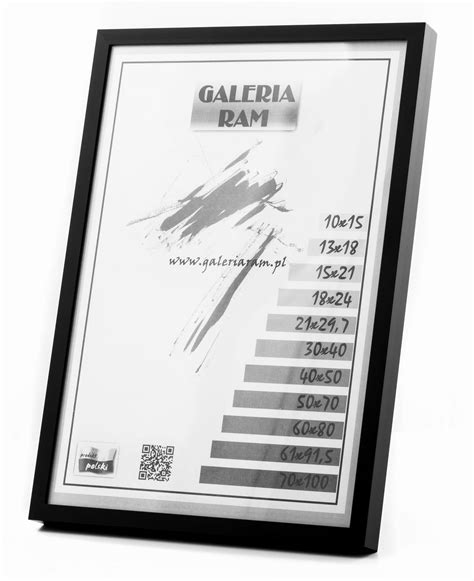 GALERIA
RAM
www.galeriaram.pl
10x15
13x18
15x21
18x24
21x29,7
30x40
40x50
50x70
60x80
61x91,5
70x100
produkt
polski